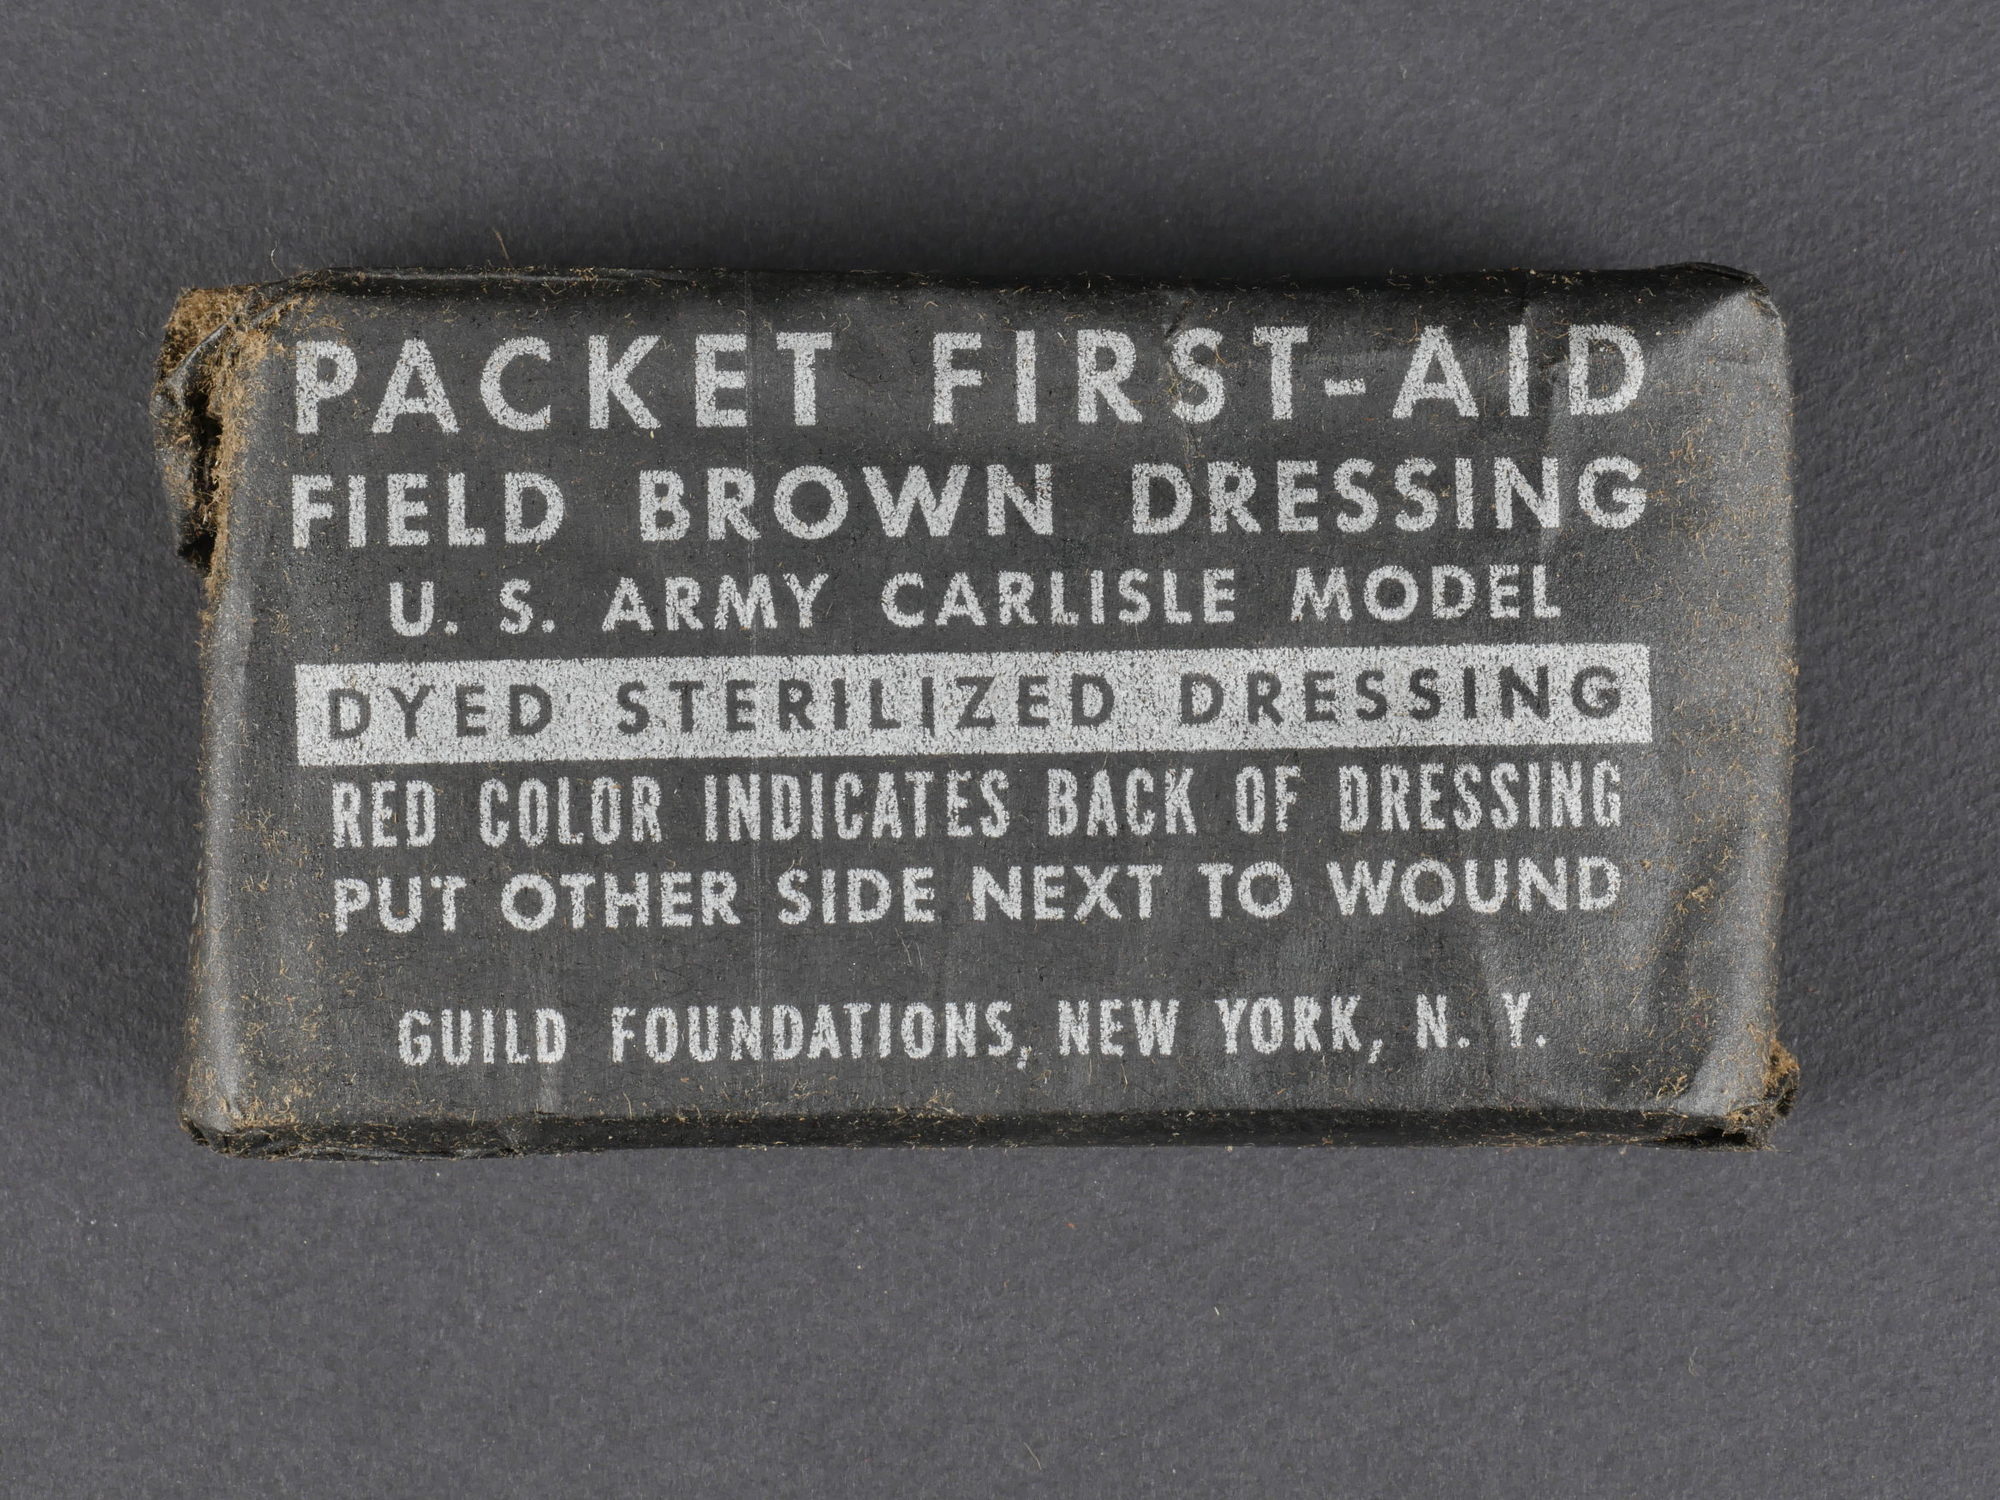 PACKET FIRST-AID
FIELD BROWN DRESSING
U. S. ARMY CARLISLE MODEL
DYED STERILIZED DRESSING
RED COLOR INDICATES BACK OF DRESSING
PUT OTHER SIDE NEXT TO WOUND
GUILD FOUNDATIONS, NEW YORK, N. Y.